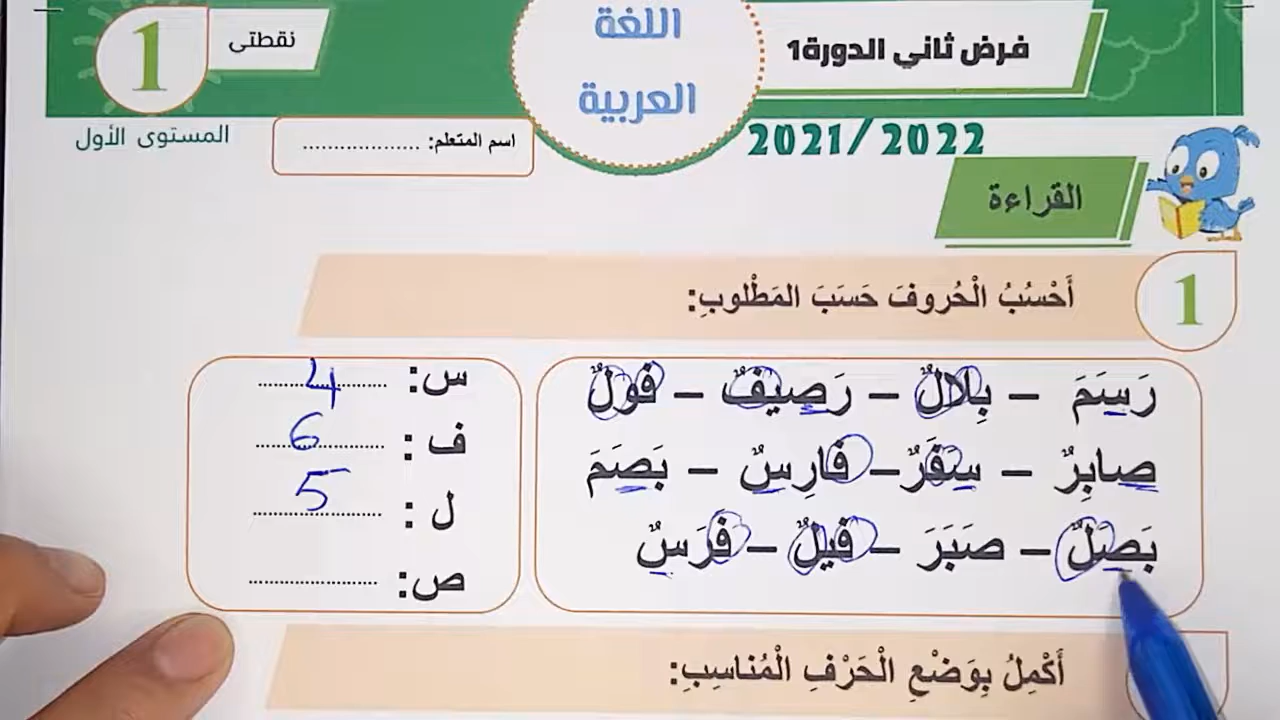 فرض ثاني الدورة1
اللغة
العربية
نقطتي
1
2021/2022
اسم المتعلم: ...................
المستوى الأول
القراءة
1
أَحْسُبُ الْحُروفَ حَسَبَ المَطْلوبِ:
رَسَمَ – بِلالٌ – رَصيفٌ – فولٌ
صابِرٌ – سَفَرٌ – فارِسٌ – بَصَمَ
بَصَلٌ – صَبَرَ – فيلٌ – فَرَسٌ
س: 4
ف: 6
ل: 5
ص: ....................
أَكْمِلُ بِوَضْعِ الْحَرْفِ الْمُناسِبِ: